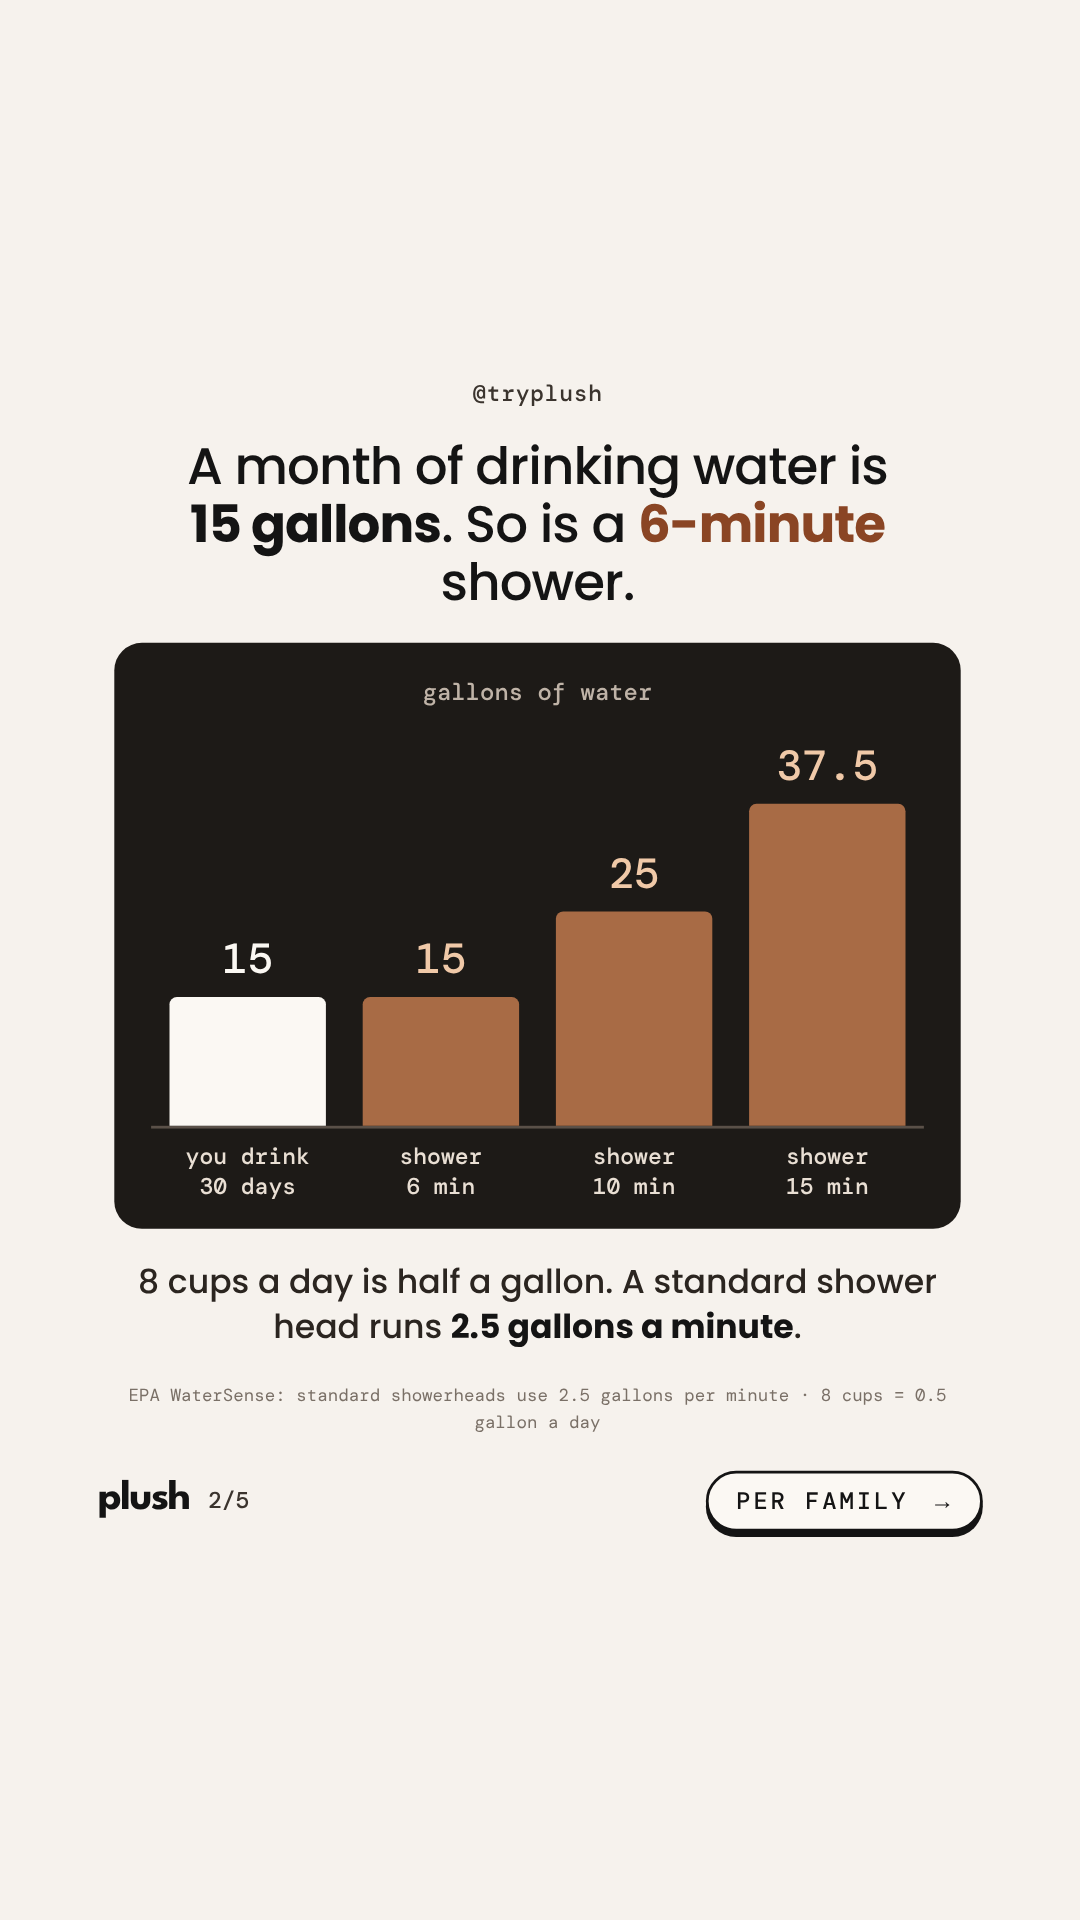 @tryplush
A month of drinking water is
15 gallons. So is a 6-minute
shower.
gallons of water
37.5
25
15
15
you drink
30 days
shower
6 min
shower
10 min
shower
15 min
8 cups a day is half a gallon. A standard shower
head runs 2.5 gallons a minute.
EPA WaterSense: standard showerheads use 2.5 gallons per minute · 8 cups = 0.5
gallon a day
plush 2/5
PER FAMILY →